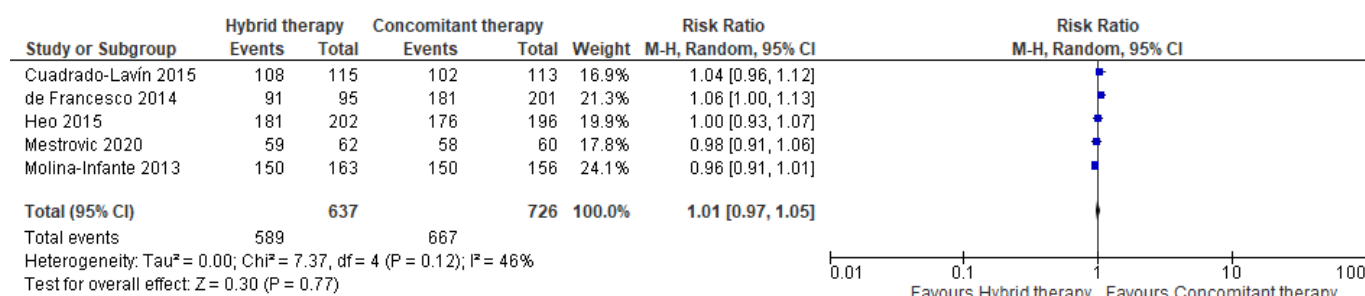 Hybrid therapy Concomitant therapy Risk Ratio Risk Ratio
Study or Subgroup Events Total Events Total Weight M-H, Random, 95% CI M-H, Random, 95% CI
Cuadrado-Lavín 2015 108 115 102 113 16.9% 1.04 [0.96, 1.12]
de Francesco 2014 91 95 181 201 21.3% 1.06 [1.00, 1.13]
Heo 2015 181 202 176 196 19.9% 1.00 [0.93, 1.07]
Mestrovic 2020 59 62 58 60 17.8% 0.98 [0.91, 1.06]
Molina-Infante 2013 150 163 150 156 24.1% 0.96 [0.91, 1.01]
Total (95% CI) 637 726 100.0% 1.01 [0.97, 1.05]
Total events 589 667
Heterogeneity: Tau² = 0.00; Chi² = 7.37, df = 4 (P = 0.12); I² = 46%
Test for overall effect: Z = 0.30 (P = 0.77)
0.01 0.1 1 10 100
Favours Hybrid therapy Favours Concomitant therapy